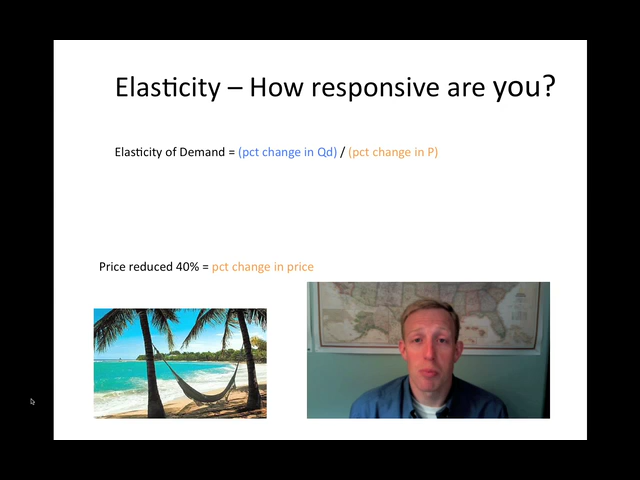 Elasticity – How responsive are you?
Elasticity of Demand = (pct change in Qd) / (pct change in P)
Price reduced 40% = pct change in price